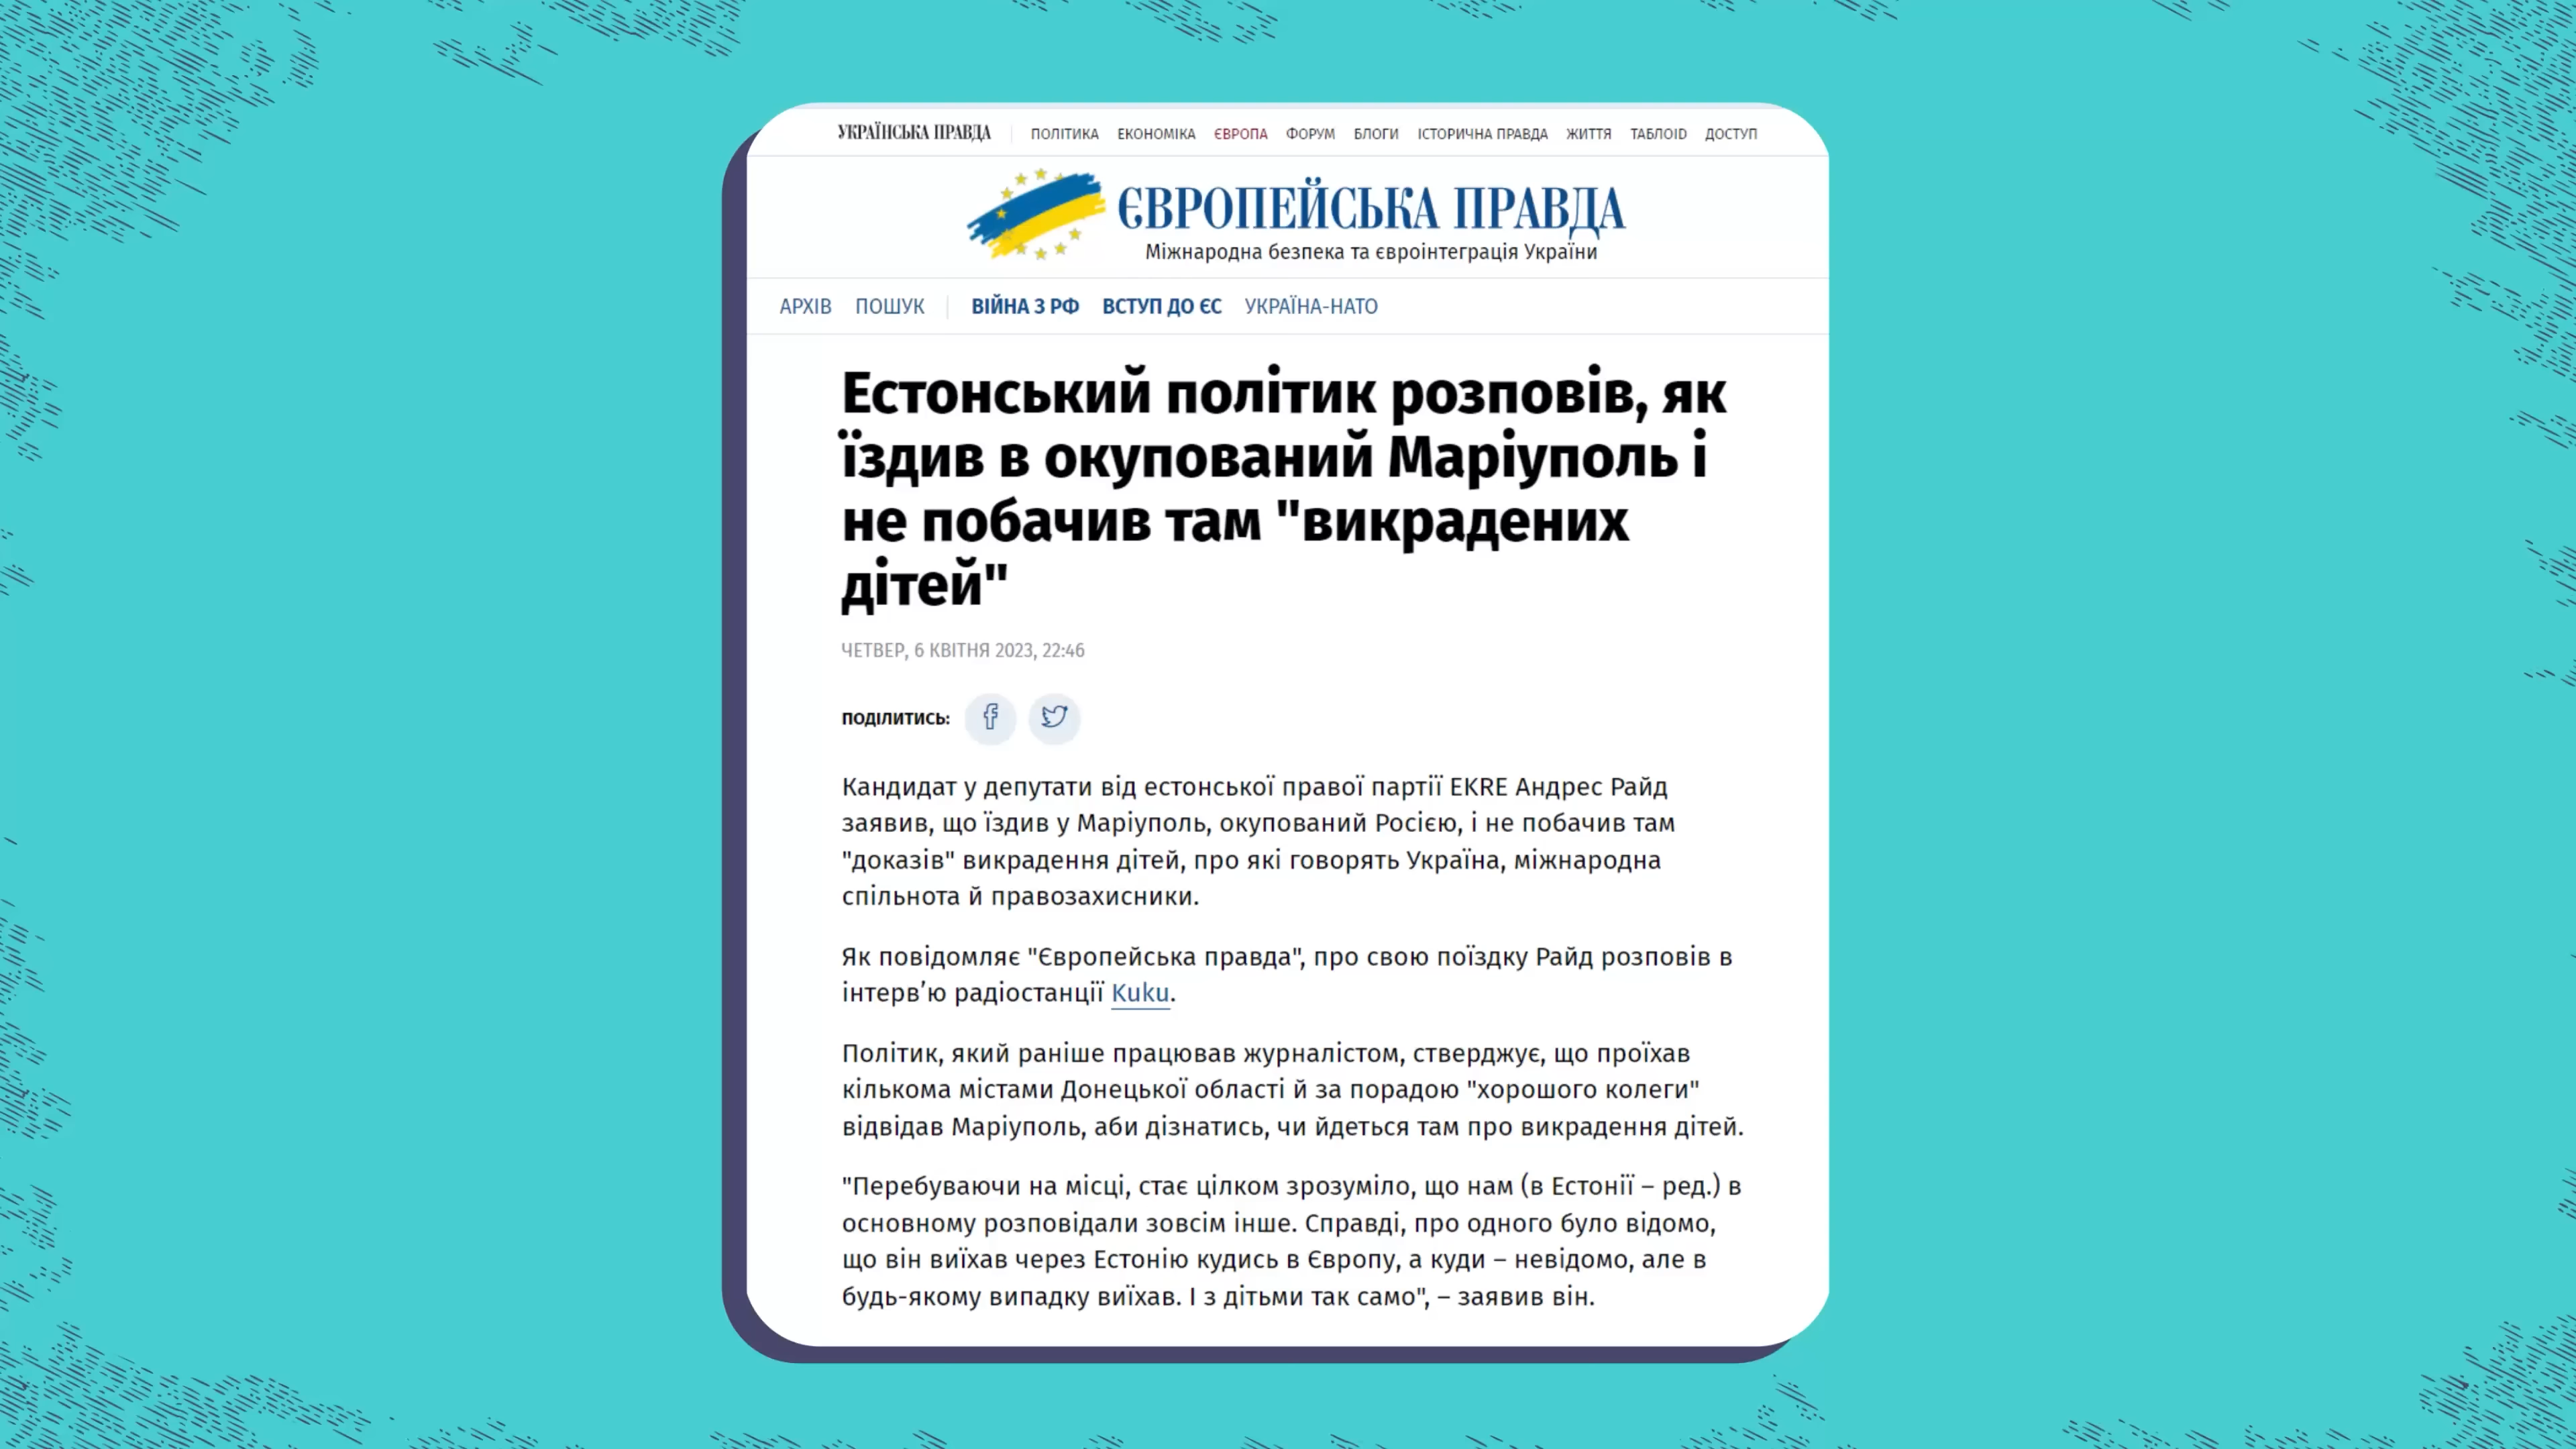 УКРАЇНСЬКА ПРАВДА ПОЛІТИКА ЕКОНОМІКА ЄВРОПА ФОРУМ БЛОГИ ІСТОРИЧНА ПРАВДА ЖИТТЯ ТАБЛОID ДОСТУП
ЄВРОПЕЙСЬКА ПРАВДА
Міжнародна безпека та євроінтеграція України
АРХІВ ПОШУК ВІЙНА З РФ ВСТУП ДО ЄС УКРАЇНА-НАТО
Естонський політик розповів, як
їздив в окупований Маріуполь і
не побачив там "викрадених
дітей"
ЧЕТВЕР, 6 КВІТНЯ 2023, 22:46
ПОДІЛИТИСЬ:
Кандидат у депутати від естонської правої партії EKRE Андрес Райд
заявив, що їздив у Маріуполь, окупований Росією, і не побачив там
"доказів" викрадення дітей, про які говорять Україна, міжнародна
спільнота й правозахисники.
Як повідомляє "Європейська правда", про свою поїздку Райд розповів в
інтерв’ю радіостанції Kuku.
Політик, який раніше працював журналістом, стверджує, що проїхав
кількома містами Донецької області й за порадою "хорошого колеги"
відвідав Маріуполь, аби дізнатись, чи йдеться там про викрадення дітей.
"Перебуваючи на місці, стає цілком зрозуміло, що нам (в Естонії – ред.) в
основному розповідали зовсім інше. Справді, про одного було відомо,
що він виїхав через Естонію кудись в Європу, а куди – невідомо, але в
будь-якому випадку виїхав. І з дітьми так само", – заявив він.